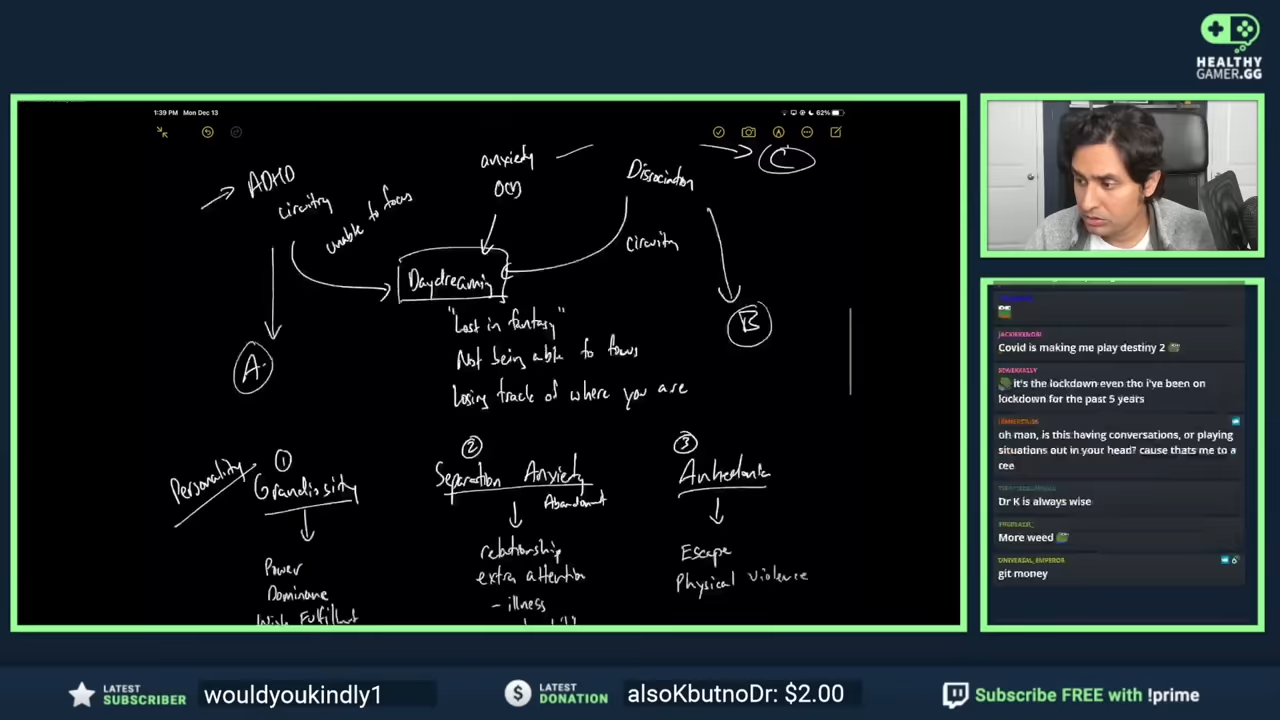 HEALTHY
GAMER.GG
1:39 PM Mon Dec 13
62%
→ ADHD
circuitry
unable to focus
anxiety
OCD
Dissociation
C
circuitry
Daydreaming
"Lost in fantasy"
Not being able to focus
Losing track of where you are
A
B
Personality
1
Grandiosity
Power
Dominance
2
Separation Anxiety
Abandonment
relationship
extra attention
- illness
3
Anhedonia
Escape
Physical violence
Covid is making me play destiny 2
it's the lockdown even tho i've been on
lockdown for the past 5 years
oh man, is this having conversations, or playing
situations out in your head? cause thats me to a
cee
Dr K is always wise
More weed
UNIVERSAL_EMPEROR
git money
LATEST
SUBSCRIBER
wouldyoukindly1
LATEST
DONATION
alsoKbutnoDr: $2.00
Subscribe FREE with !prime